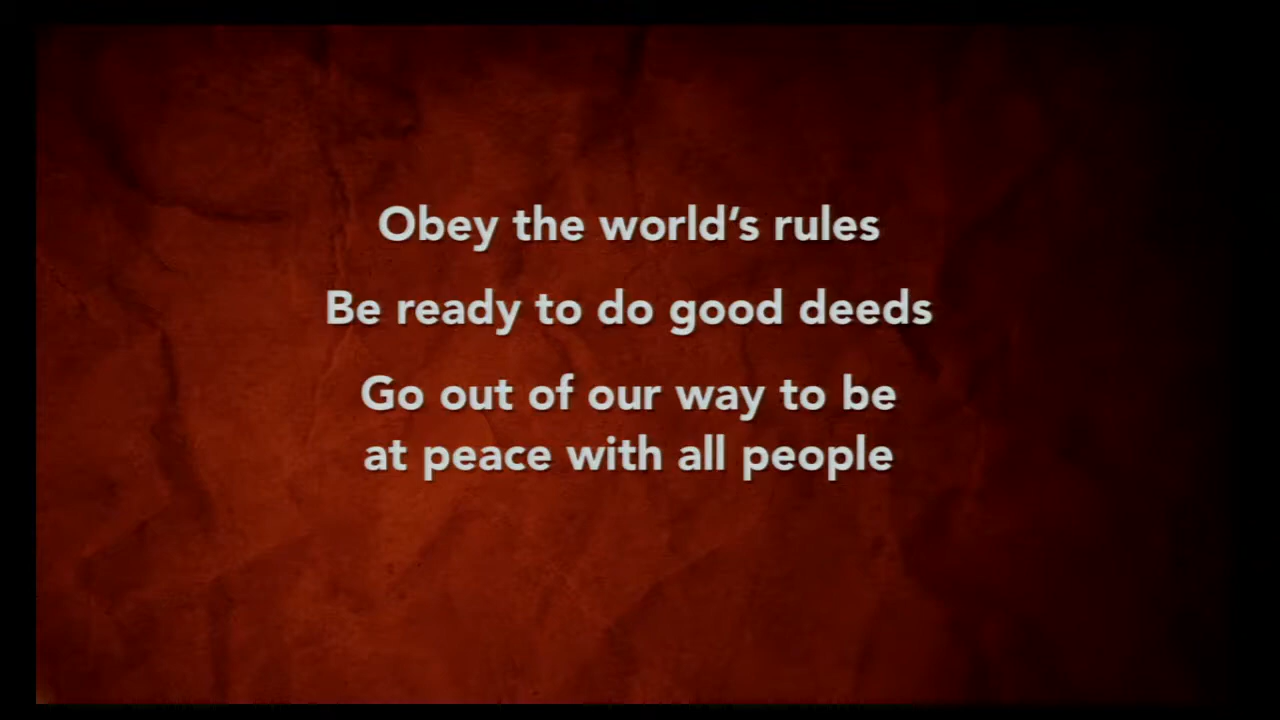 Obey the world’s rules
Be ready to do good deeds
Go out of our way to be
at peace with all people